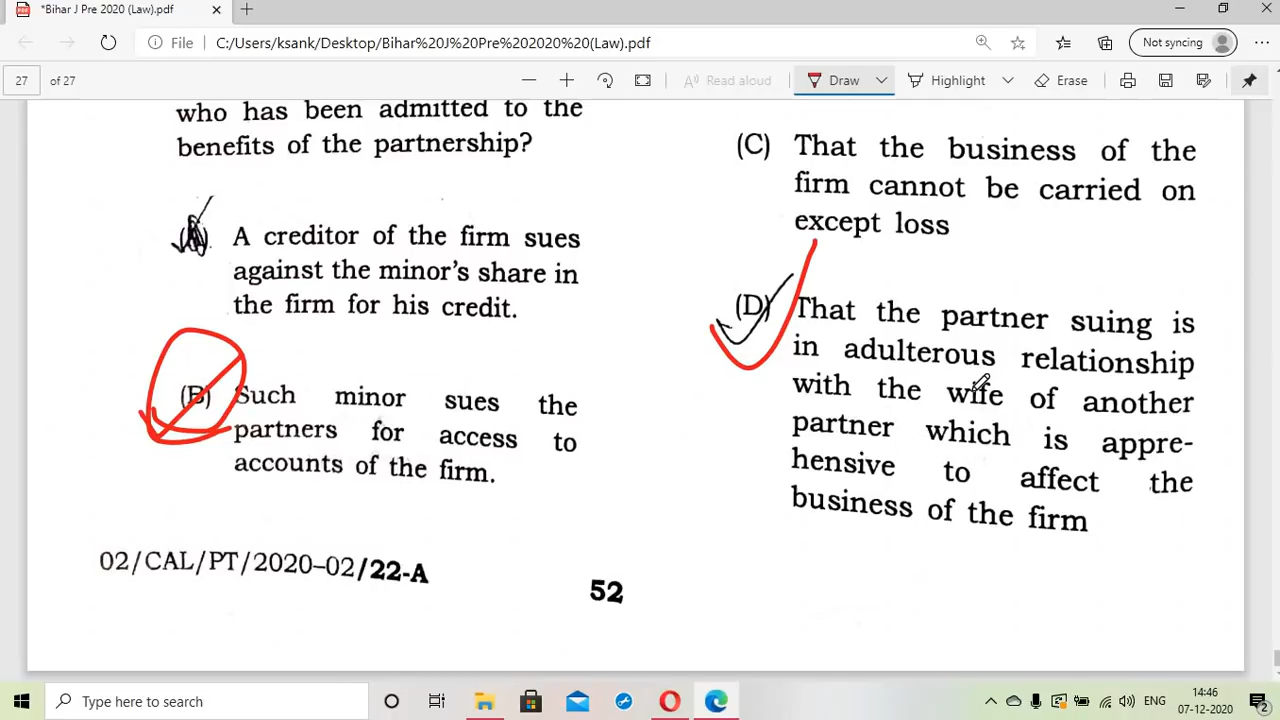 *Bihar J Pre 2020 (Law).pdf
File
C:/Users/ksank/Desktop/Bihar%20J%20Pre%202020%20(Law).pdf
Not syncing
27 of 27
Read aloud
Draw
Highlight
Erase
who has been admitted to the
benefits of the partnership?
A creditor of the firm sues
against the minor's share in
the firm for his credit.
(B) Such minor sues the
partners for access to
accounts of the firm.
(C) That the business of the
firm cannot be carried on
except loss
(D) That the partner suing is
in adulterous relationship
with the wife of another
partner which is appre-
hensive to affect the
business of the firm
02/CAL/PT/2020–02/22-A
52
Type here to search
ENG
14:46
07-12-2020
2